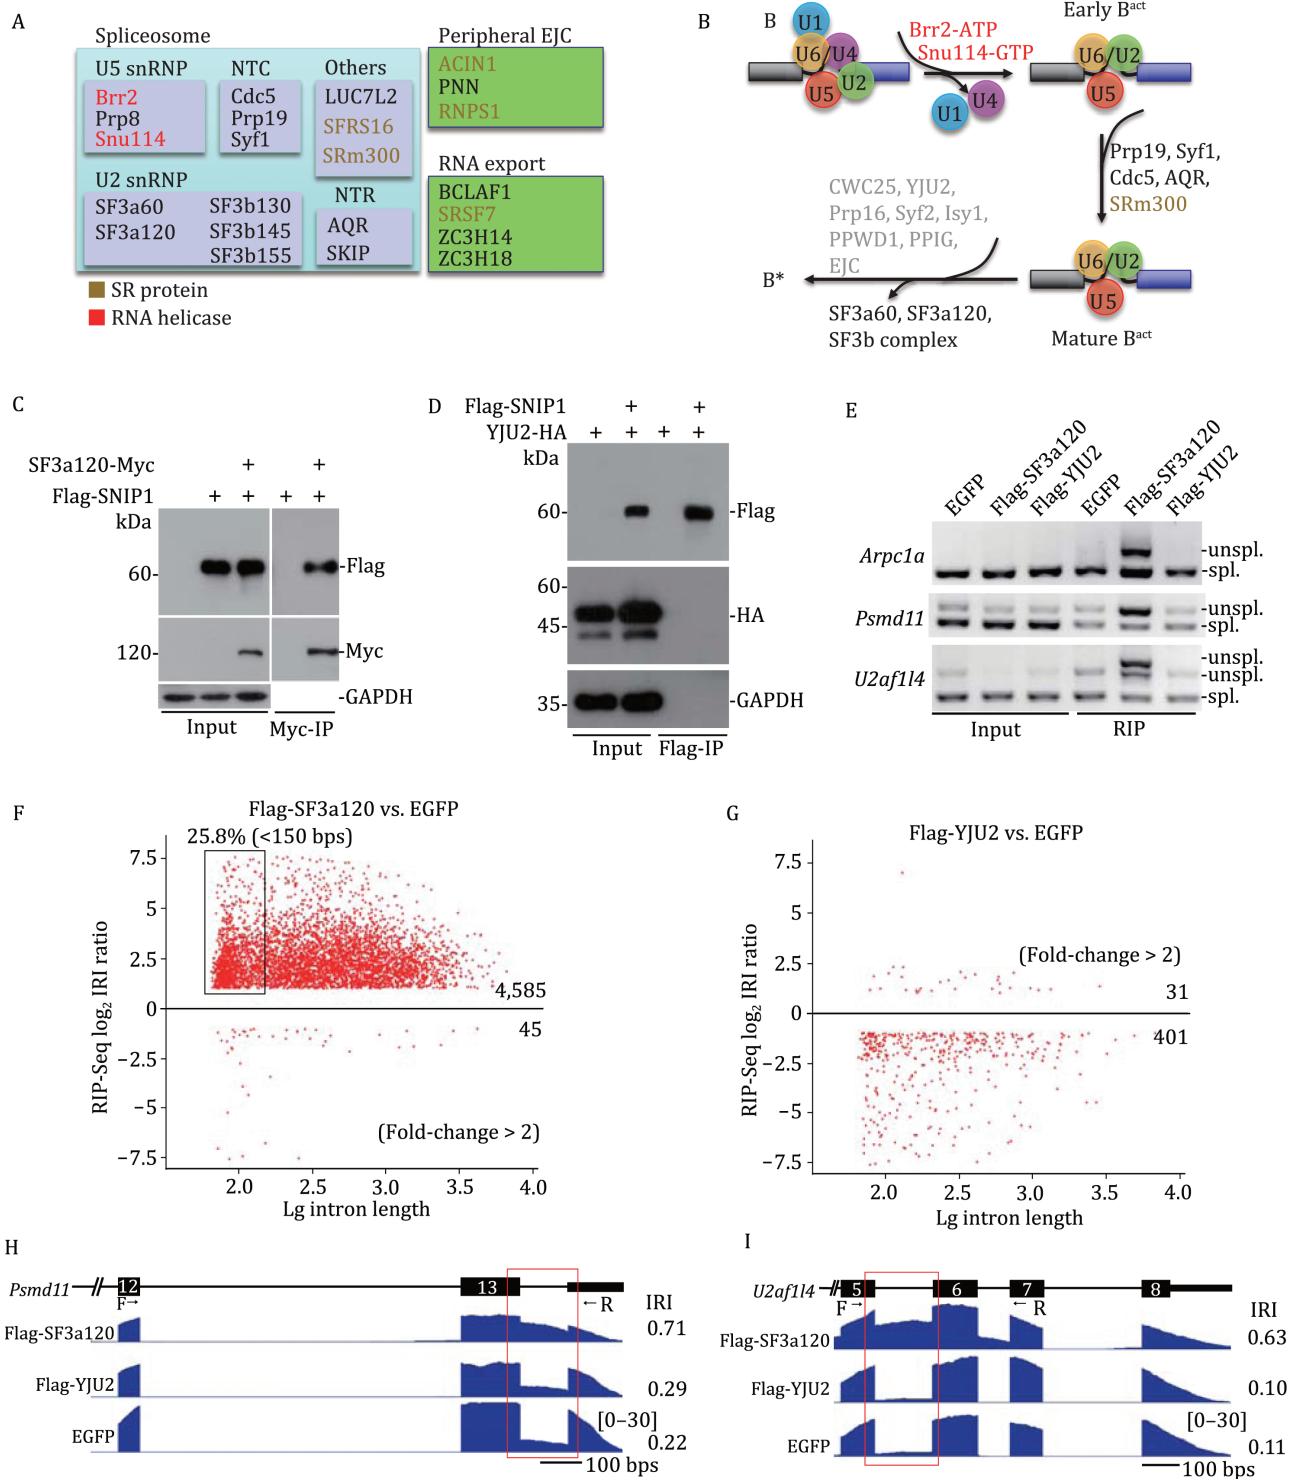 A
Spliceosome
U5 snRNP
Brr2
Prp8
Snu114
NTC
Cdc5
Prp19
Syf1
Others
LUC7L2
SFRS16
SRm300
U2 snRNP
SF3a60
SF3a120
SF3b130
SF3b145
SF3b155
NTR
AQR
SKIP
Peripheral EJC
ACIN1
PNN
RNPS1
RNA export
BCLAF1
SRSF7
ZC3H14
ZC3H18
SR protein
RNA helicase
B
B
U1
U6/U4
U5
U2
Brr2-ATP
Snu114-GTP
U1
U4
Early Bact
U6/U2
U5
Prp19, Syf1,
Cdc5, AQR,
SRm300
U6/U2
U5
Mature Bact
CWC25, YJU2,
Prp16, Syf2, Isy1,
PPWD1, PPIG,
EJC
B*
SF3a60, SF3a120,
SF3b complex
C
SF3a120-Myc + +
Flag-SNIP1 + + + +
kDa
60- -Flag
120- -Myc
-GAPDH
Input Myc-IP
D
Flag-SNIP1 + +
YJU2-HA + + + +
kDa
60- -Flag
60-
-HA
45-
35- -GAPDH
Input Flag-IP
E
EGFP Flag-SF3a120 Flag-YJU2 EGFP Flag-SF3a120 Flag-YJU2
Arpc1a -unspl.
-spl.
Psmd11 -unspl.
-spl.
U2af1l4 -unspl.
-unspl.
-spl.
Input RIP
F
Flag-SF3a120 vs. EGFP
25.8% (<150 bps)
RIP-Seq log2 IRI ratio
7.5
5
2.5
0
−2.5
−5
−7.5
4,585
45
(Fold-change > 2)
2.0 2.5 3.0 3.5 4.0
Lg intron length
G
Flag-YJU2 vs. EGFP
RIP-Seq log2 IRI ratio
7.5
5
2.5
0
−2.5
−5
−7.5
(Fold-change > 2)
31
401
2.0 2.5 3.0 3.5 4.0
Lg intron length
H
Psmd11 12 13
F→ ←R IRI
Flag-SF3a120 0.71
Flag-YJU2 0.29
[0–30]
EGFP 0.22
100 bps
I
U2af1l4 5 6 7 8
F→ ←R IRI
Flag-SF3a120 0.63
Flag-YJU2 0.10
[0–30]
EGFP 0.11
100 bps